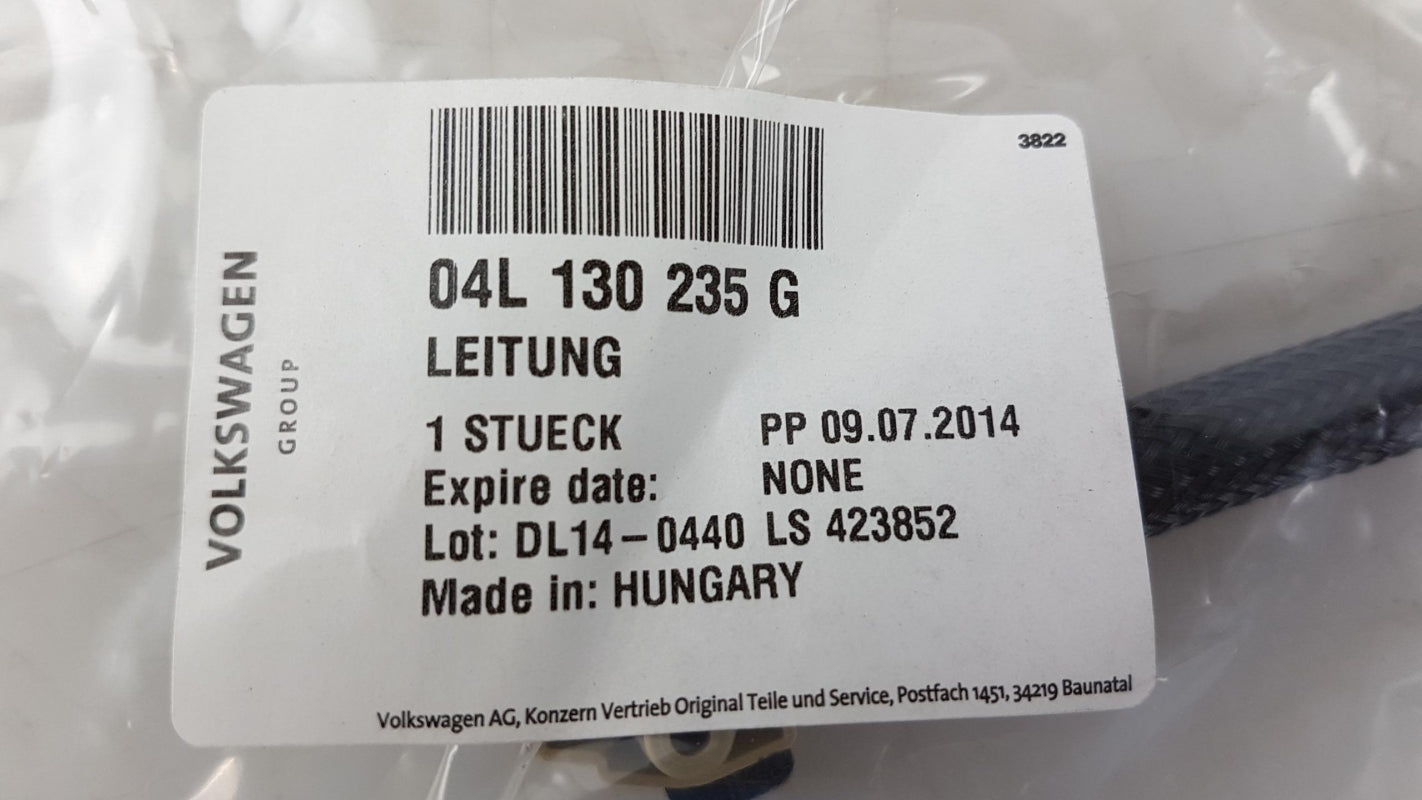 VOLKSWAGEN
GROUP
3822
04L 130 235 G
LEITUNG
1 STUECK PP 09.07.2014
Expire date: NONE
Lot: DL14-0440 LS 423852
Made in: HUNGARY
Volkswagen AG, Konzern Vertrieb Original Teile und Service, Postfach 1451, 34219 Baunatal